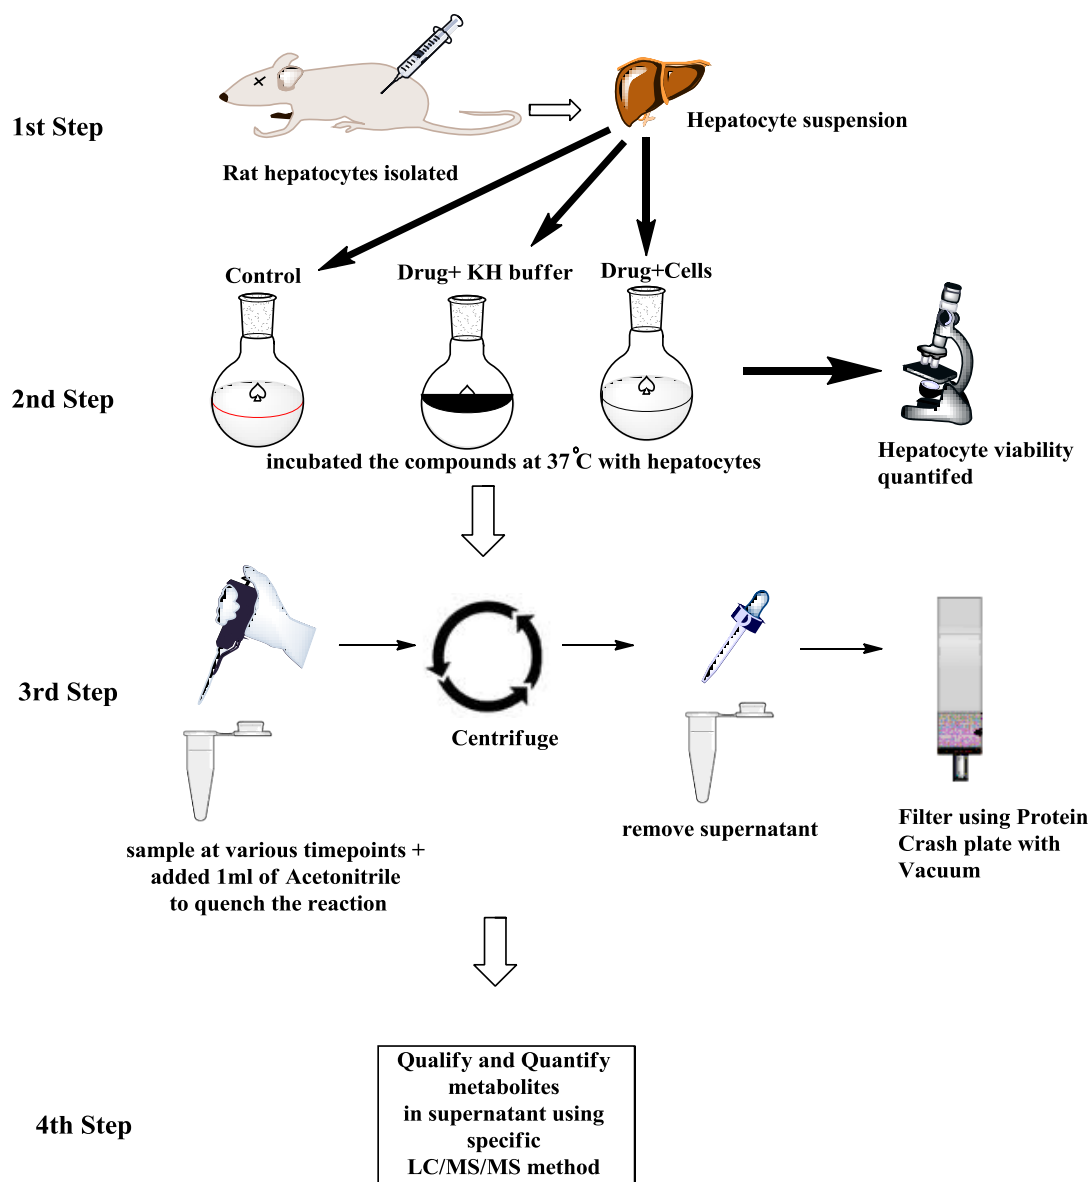 1st Step
Rat hepatocytes isolated
Hepatocyte suspension
Control
Drug+ KH buffer
Drug+Cells
2nd Step
incubated the compounds at 37°C with hepatocytes
Hepatocyte viability
quantifed
3rd Step
Centrifuge
sample at various timepoints +
added 1ml of Acetonitrile
to quench the reaction
remove supernatant
Filter using Protein
Crash plate with
Vacuum
4th Step
Qualify and Quantify
metabolites
in supernatant using
specific
LC/MS/MS method